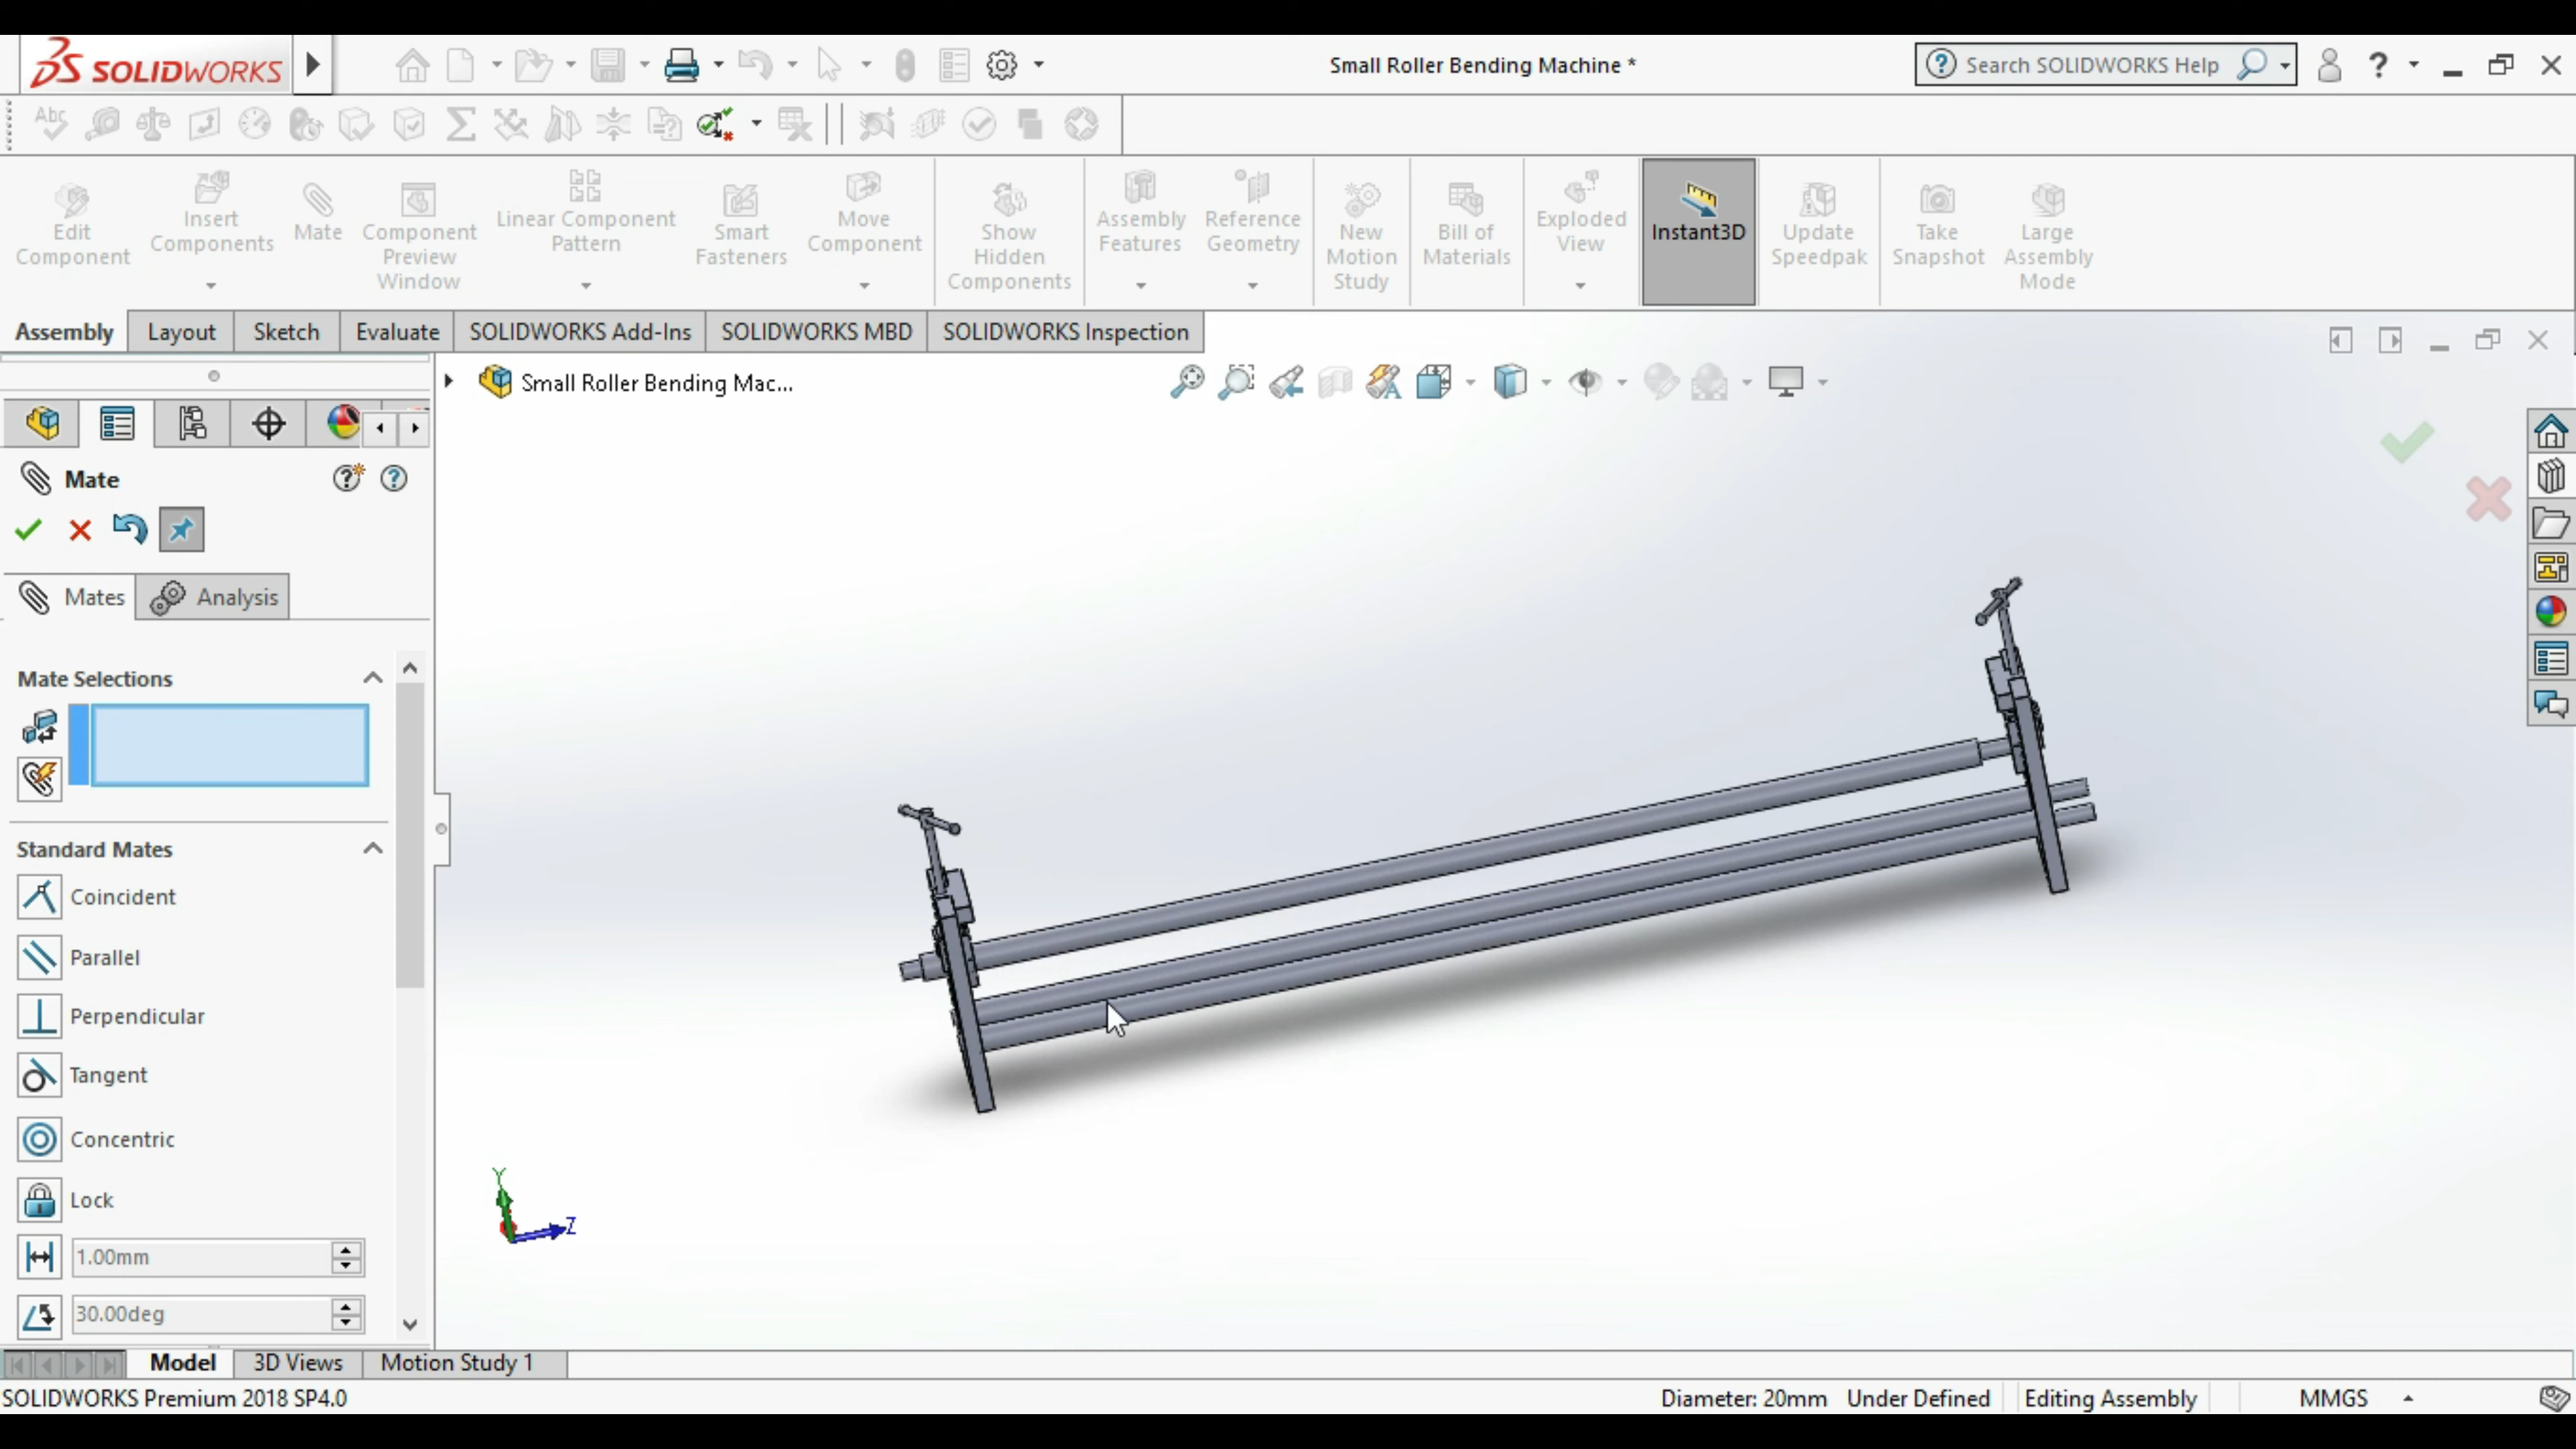 SOLIDWORKS
Small Roller Bending Machine *
Search SOLIDWORKS Help
?
Abc
Edit Component
Insert Components
Mate
Component Preview Window
Linear Component Pattern
Smart Fasteners
Move Component
Show Hidden Components
Assembly Features
Reference Geometry
New Motion Study
Bill of Materials
Exploded View
Instant3D
Update Speedpak
Take Snapshot
Large Assembly Mode
Assembly
Layout
Sketch
Evaluate
SOLIDWORKS Add-Ins
SOLIDWORKS MBD
SOLIDWORKS Inspection
Small Roller Bending Mac...
Mate
Mates
Analysis
Mate Selections
Standard Mates
Coincident
Parallel
Perpendicular
Tangent
Concentric
Lock
1.00mm
30.00deg
Y
Z
Model
3D Views
Motion Study 1
SOLIDWORKS Premium 2018 SP4.0
Diameter: 20mm
Under Defined
Editing Assembly
MMGS